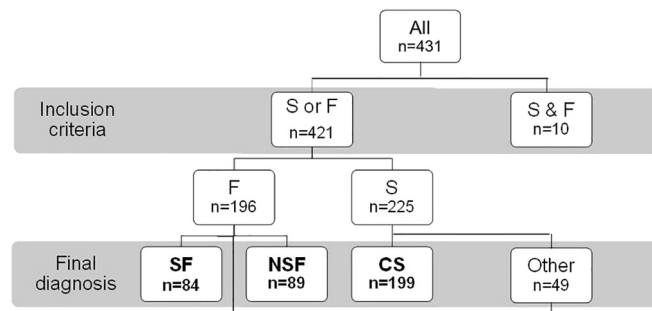 All
n=431
Inclusion
criteria
S or F
n=421
S & F
n=10
F
n=196
S
n=225
Final
diagnosis
SF
n=84
NSF
n=89
CS
n=199
Other
n=49